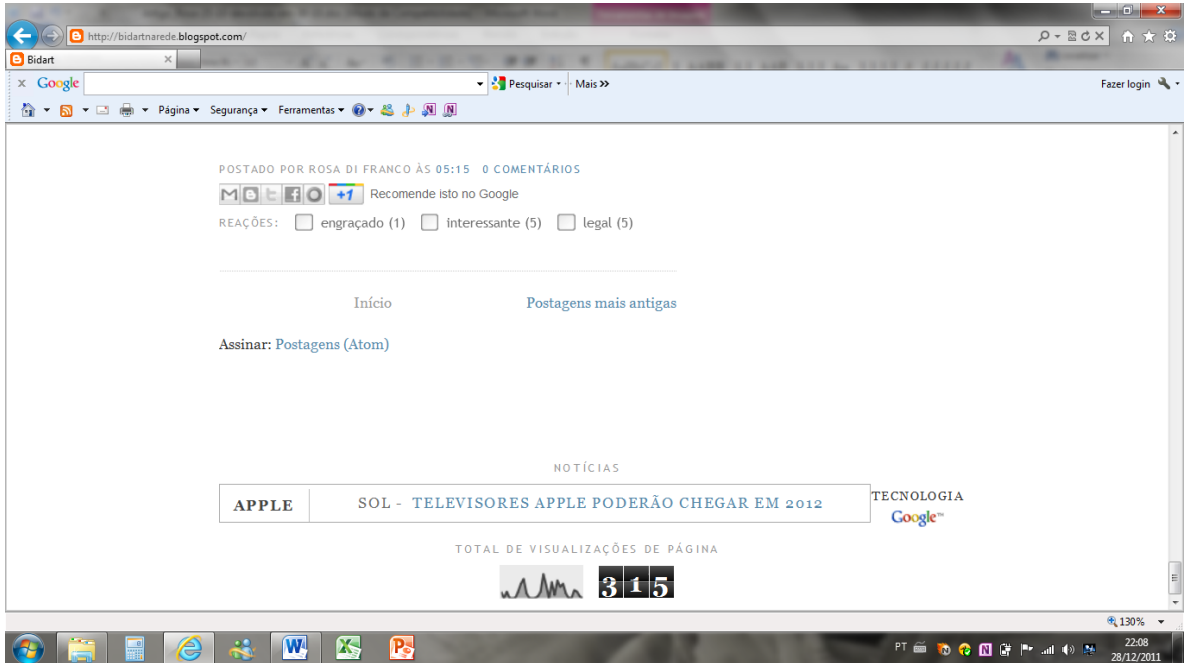 http://bidartnarede.blogspot.com/
Bidart
x Google Pesquisar Mais >> Fazer login
Página Segurança Ferramentas
POSTADO POR ROSA DI FRANCO ÀS 05:15 0 COMENTÁRIOS
+1 Recomende isto no Google
REAÇÕES: engraçado (1) interessante (5) legal (5)
Início Postagens mais antigas
Assinar: Postagens (Atom)
NOTÍCIAS
APPLE SOL - TELEVISORES APPLE PODERÃO CHEGAR EM 2012 TECNOLOGIA
Google™
TOTAL DE VISUALIZAÇÕES DE PÁGINA
315
130%
PT 22:08
28/12/2011